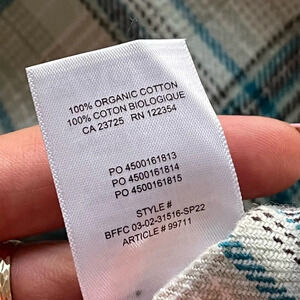 100% ORGANIC COTTON
100% COTON BIOLOGIQUE
CA 23725 RN 122354
PO 4500161813
PO 4500161814
PO 4500161815
STYLE #
BFFC 03-02-31516-SP22
ARTICLE # 99711